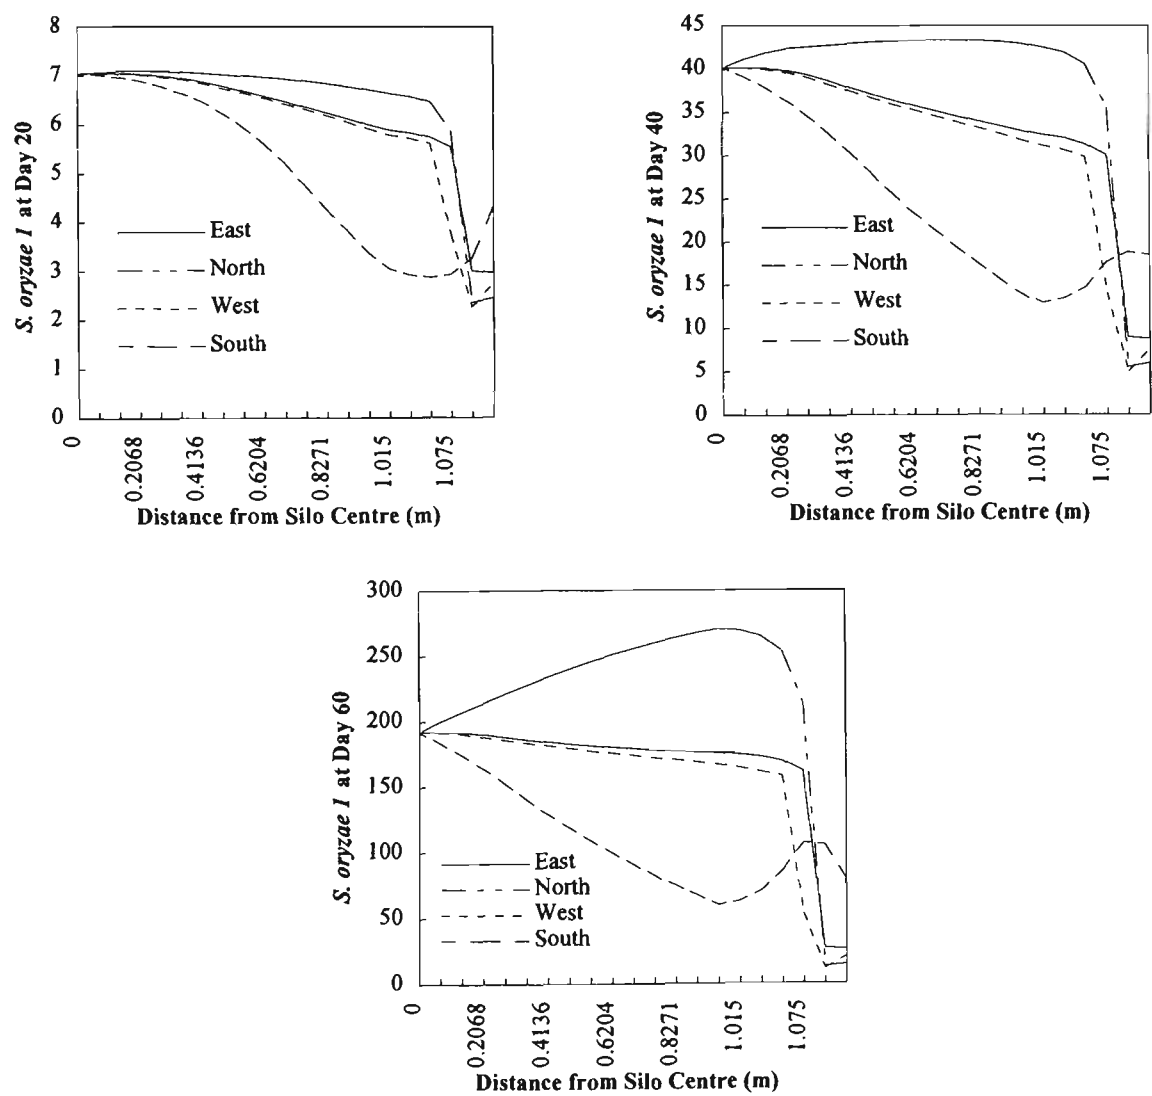 S. oryzae 1 at Day 20
8
7
6
5
4
3
2
1
0
East
North
West
South
0
0.2068
0.4136
0.6204
0.8271
1.015
1.075
Distance from Silo Centre (m)
S. oryzae 1 at Day 40
45
40
35
30
25
20
15
10
5
0
East
North
West
South
0
0.2068
0.4136
0.6204
0.8271
1.015
1.075
Distance from Silo Centre (m)
S. oryzae 1 at Day 60
300
250
200
150
100
50
0
East
North
West
South
0
0.2068
0.4136
0.6204
0.8271
1.015
1.075
Distance from Silo Centre (m)